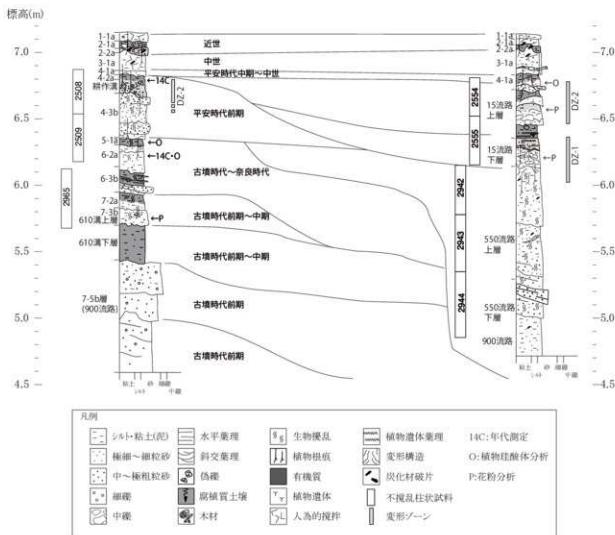 標高(m)
7.0
6.5
6.0
5.5
5.0
4.5
2508
2509
2965
1-1a
2-1a
2-2a
3-1a
4-1a
4-2a
耕作溝
4-3b
5-1a
6-2a
6-3b
7-2a
7-3b
610溝上層
610溝下層
7-5b層
(900流路)
←14C
DZ-2
←O
←14C・O
←P
粘土
シルト
砂
細礫
中礫
近世
中世
平安時代中期～中世
平安時代前期
古墳時代～奈良時代
古墳時代前期～中期
古墳時代前期～中期
古墳時代前期
古墳時代前期
2554
2555
2942
2943
2944
1-1a
2-1a
2-2a
3-1a
4-1a
15流路
上層
15流路
下層
550流路
上層
550流路
下層
900流路
←O
←P
←P
DZ-2
DZ-1
粘土
シルト
砂
細礫
中礫
7.0
6.5
6.0
5.5
5.0
4.5
凡例
シルト・粘土(泥)
水平葉理
生物擾乱
植物遺体葉理
14C:年代測定
極細～細粒砂
斜交葉理
植物根痕
変形構造
O:植物珪酸体分析
中～極粗粒砂
偽礫
有機質
炭化材破片
P:花粉分析
細礫
腐植質土壌
植物遺体
不撹乱柱状試料
中礫
木材
人為的撹拌
変形ゾーン